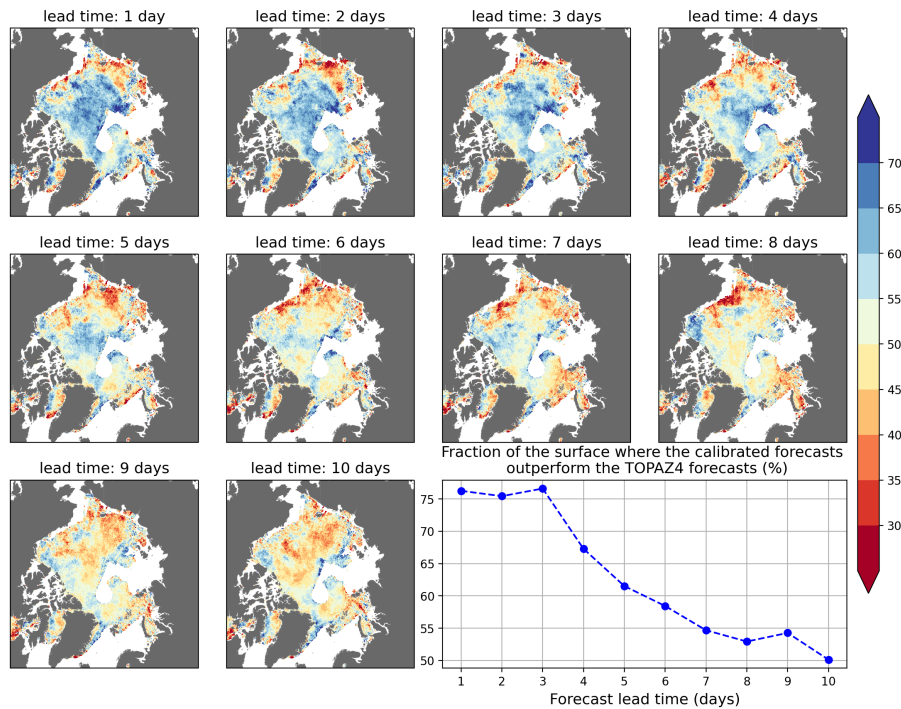 lead time: 1 day
lead time: 2 days
lead time: 3 days
lead time: 4 days
lead time: 5 days
lead time: 6 days
lead time: 7 days
lead time: 8 days
lead time: 9 days
lead time: 10 days
70
65
60
55
50
45
40
35
30
Fraction of the surface where the calibrated forecasts
outperform the TOPAZ4 forecasts (%)
75
70
65
60
55
50
1 2 3 4 5 6 7 8 9 10
Forecast lead time (days)